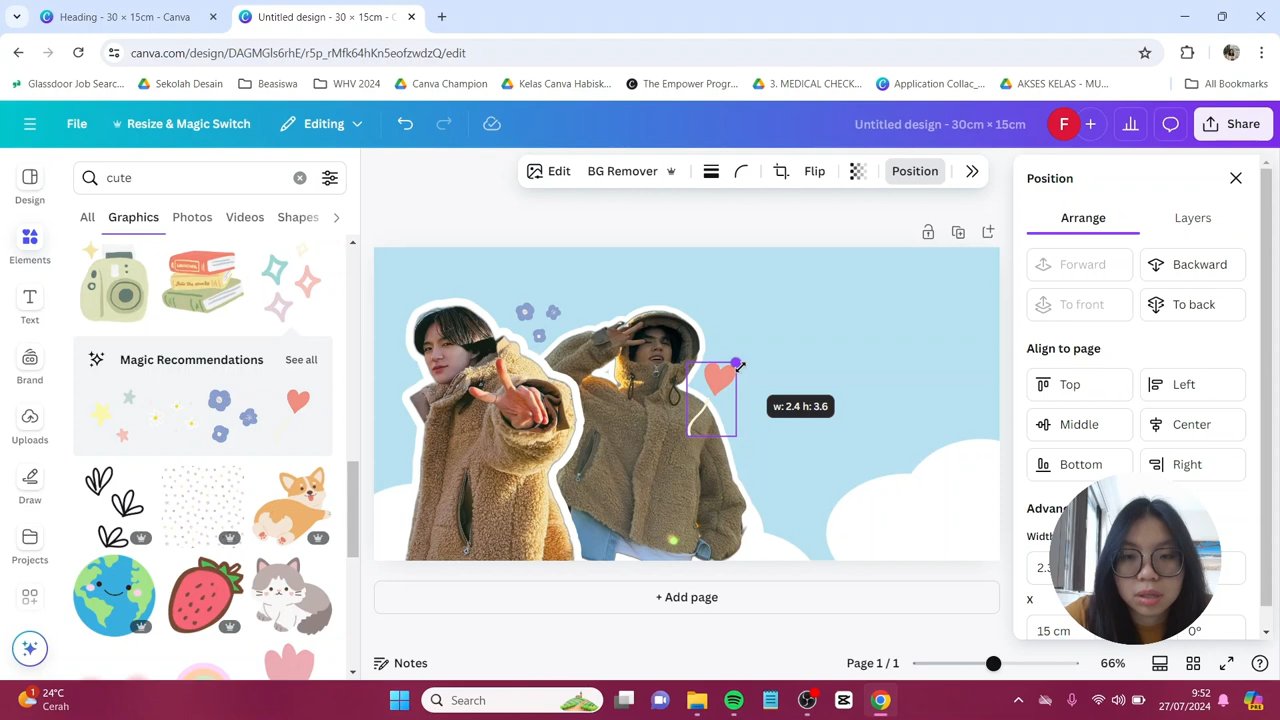 Heading - 30 × 15cm - Canva
Untitled design - 30 × 15cm - C
canva.com/design/DAGMGls6rhE/r5p_rMfk64hKn5eofzwdzQ/edit
Glassdoor Job Searc...
Sekolah Desain
Beasiswa
WHV 2024
Canva Champion
Kelas Canva Habisk...
The Empower Progr...
3. MEDICAL CHECK...
Application Collac_...
AKSES KELAS - MU...
All Bookmarks
File
Resize & Magic Switch
Editing
Untitled design - 30cm × 15cm
F
Share
Design
Elements
Text
Brand
Uploads
Draw
Projects
cute
All
Graphics
Photos
Videos
Shapes
Magic Recommendations
See all
Edit
BG Remover
Flip
Position
w: 2.4 h: 3.6
+ Add page
Notes
Page 1 / 1
66%
Position
Arrange
Layers
Forward
Backward
To front
To back
Align to page
Top
Left
Middle
Center
Bottom
Right
x
15 cm
0°
24°C
Cerah
Search
9:52
27/07/2024